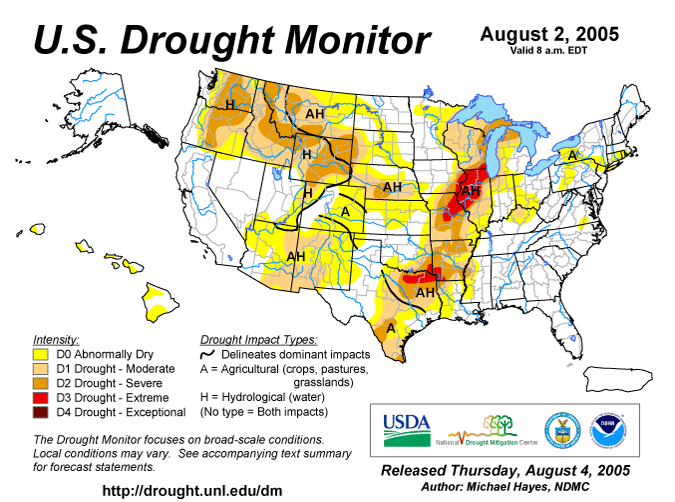 U.S. Drought Monitor
August 2, 2005
Valid 8 a.m. EDT
H
AH
H
H
AH
A
AH
AH
A
AH
A
Intensity:
D0 Abnormally Dry
D1 Drought - Moderate
D2 Drought - Severe
D3 Drought - Extreme
D4 Drought - Exceptional
Drought Impact Types:
Delineates dominant impacts
A = Agricultural (crops, pastures,
grasslands)
H = Hydrological (water)
(No type = Both impacts)
The Drought Monitor focuses on broad-scale conditions.
Local conditions may vary. See accompanying text summary
for forecast statements.
http://drought.unl.edu/dm
USDA
National Drought Mitigation Center
NOAA
Released Thursday, August 4, 2005
Author: Michael Hayes, NDMC